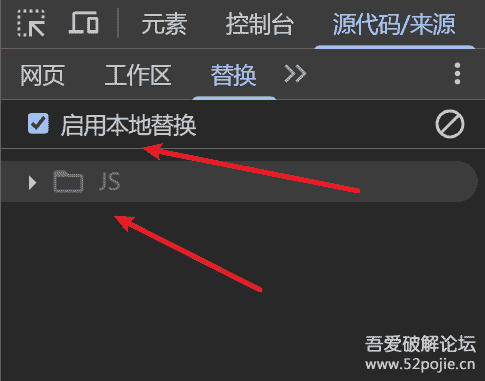 元素 控制台 源代码/来源
网页 工作区 替换
启用本地替换
JS
吾爱破解论坛
www.52pojie.cn